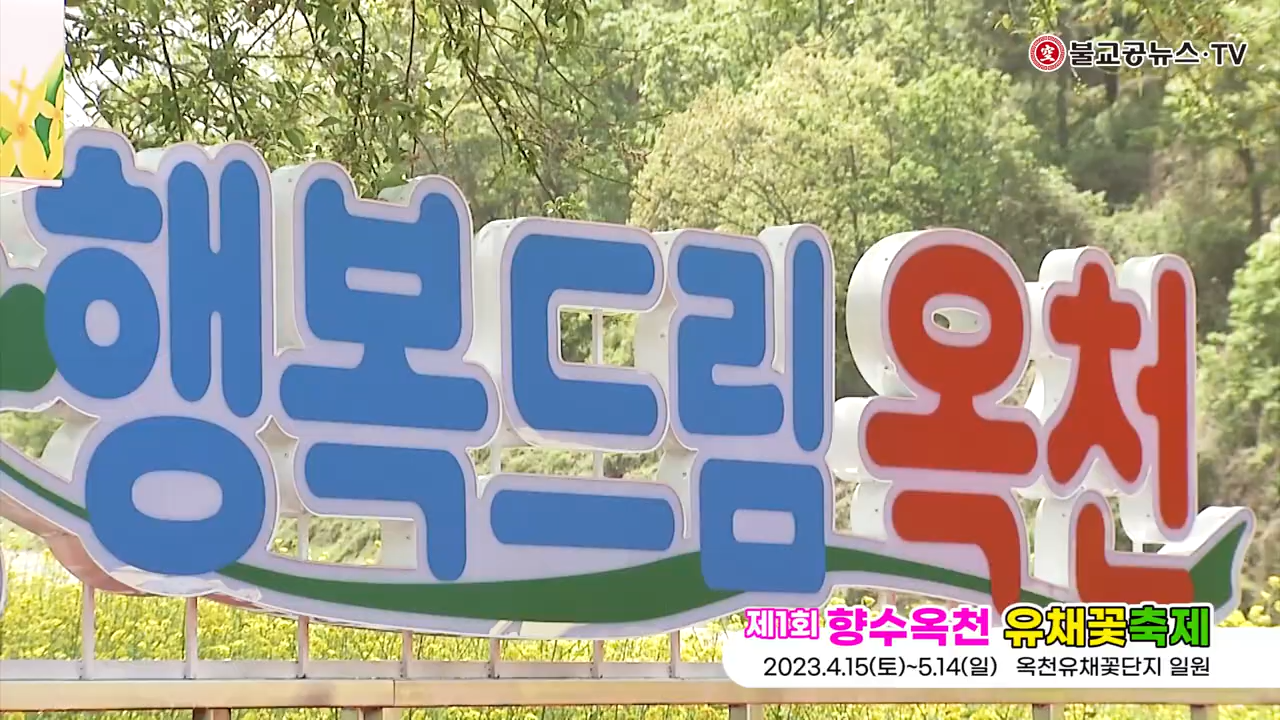 空 불교공뉴스·TV
행복드림 옥천
제1회 향수옥천 유채꽃축제
2023.4.15(토)~5.14(일) 옥천유채꽃단지 일원